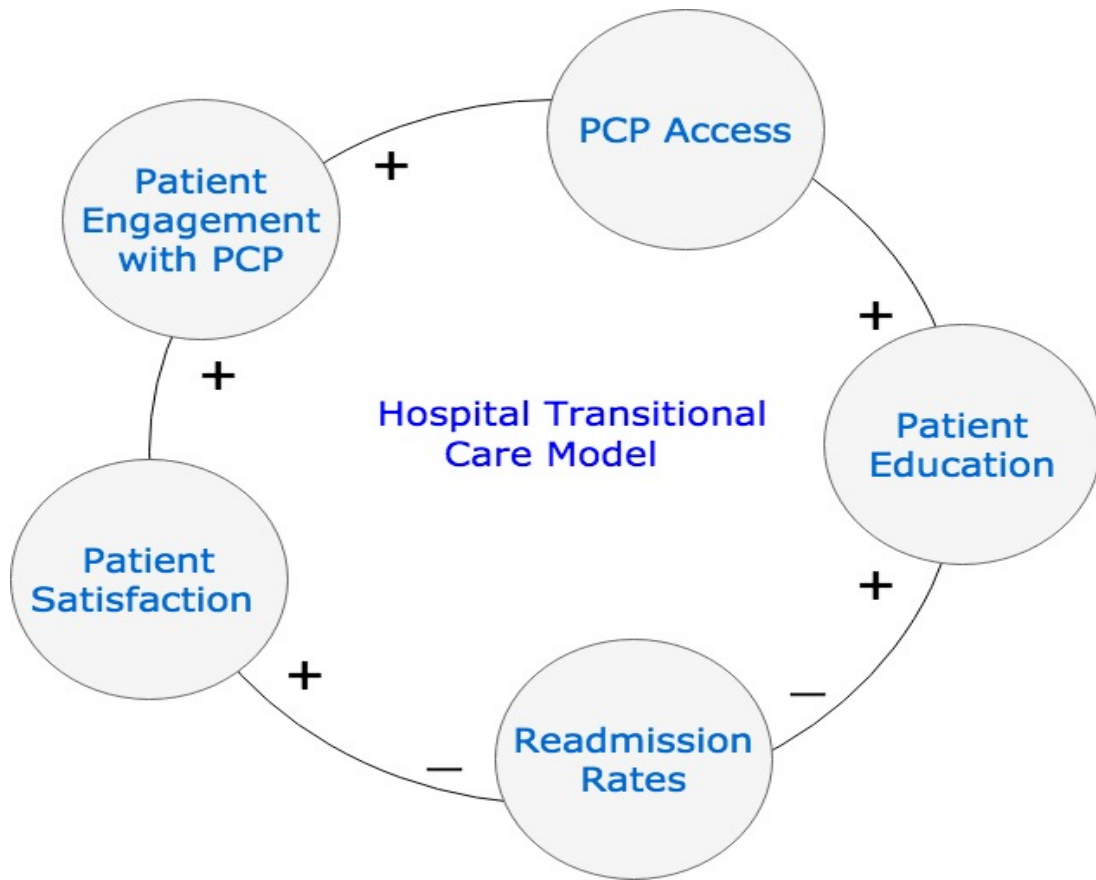 PCP Access
+
Patient
Engagement
with PCP
+
+
+
Hospital Transitional
Care Model
Patient
Education
Patient
Satisfaction
+
+
–
–
Readmission
Rates